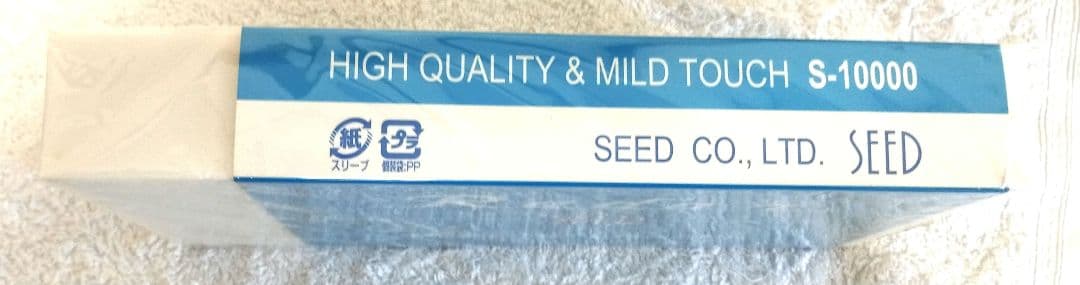 HIGH QUALITY & MILD TOUCH S-10000
紙 プラ SEED CO., LTD. SEED
スリーブ 個装袋:PP